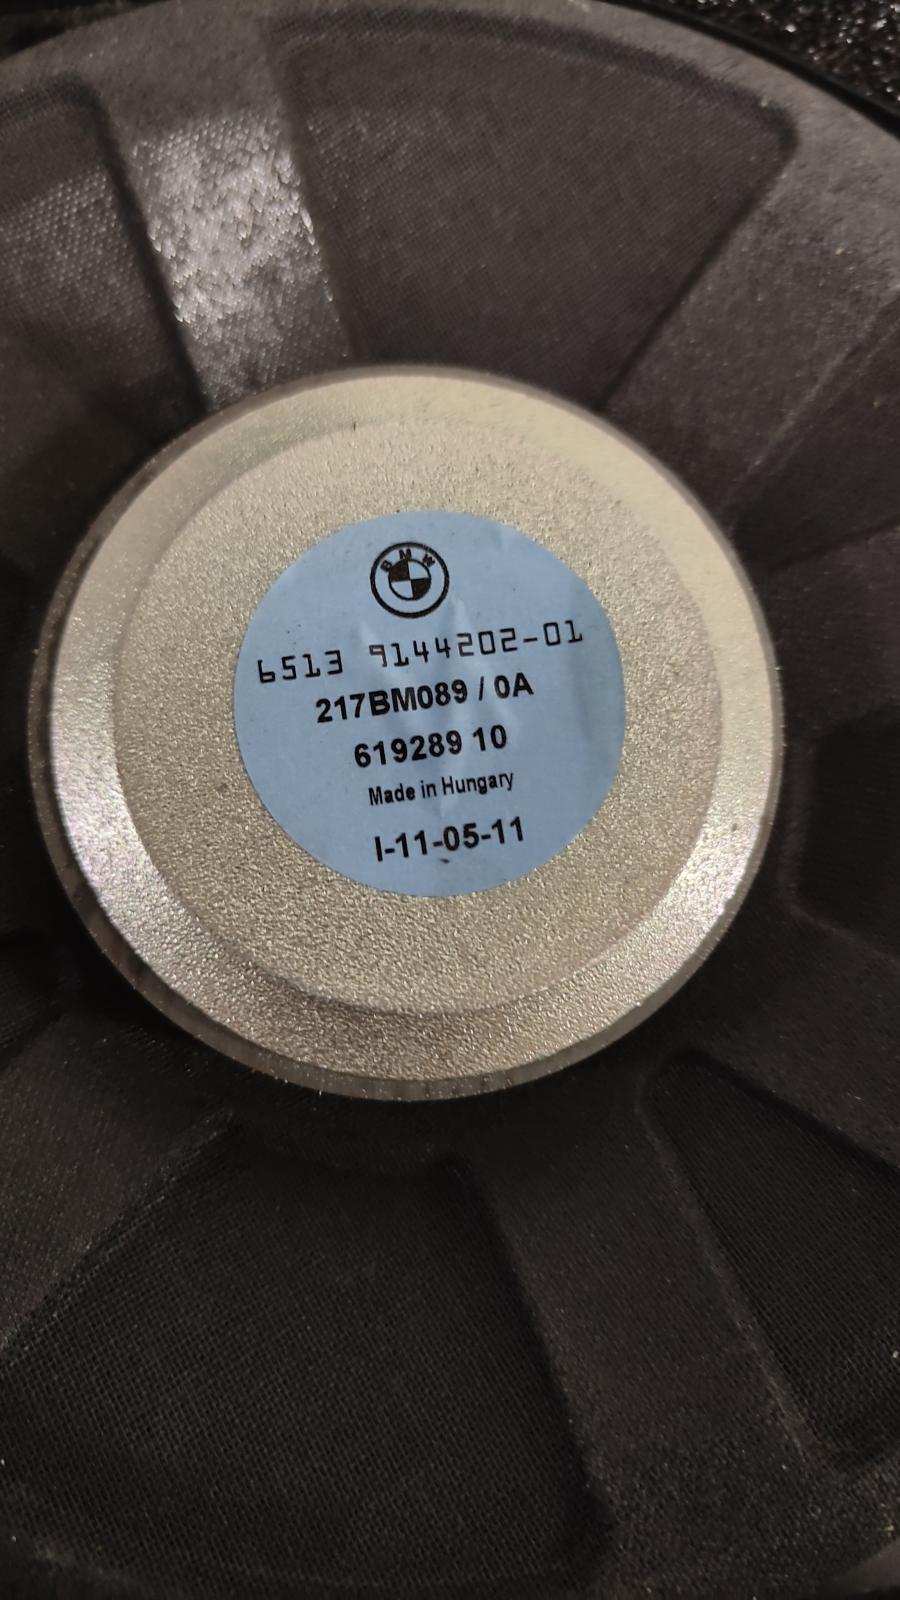 BMW
6513 9144202-01
217BM089 / 0A
619289 10
Made in Hungary
I-11-05-11